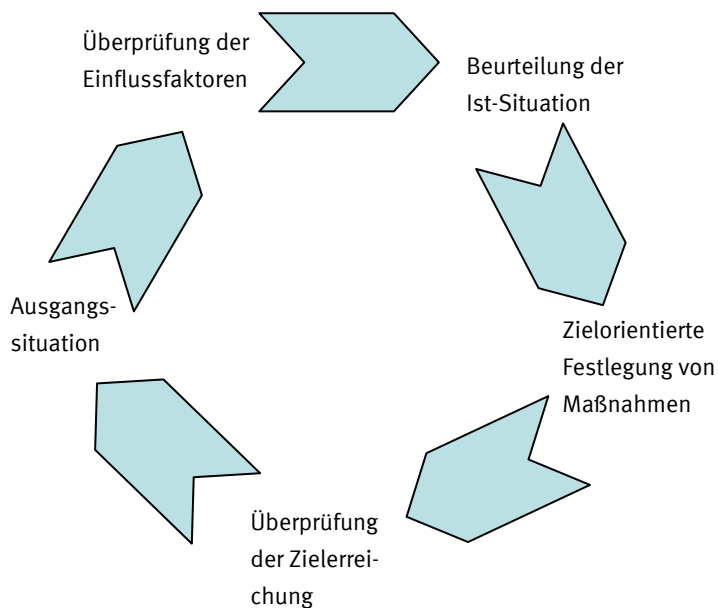 Überprüfung der
Einflussfaktoren
Beurteilung der
Ist-Situation
Zielorientierte
Festlegung von
Maßnahmen
Überprüfung
der Zielerrei-
chung
Ausgangs-
situation